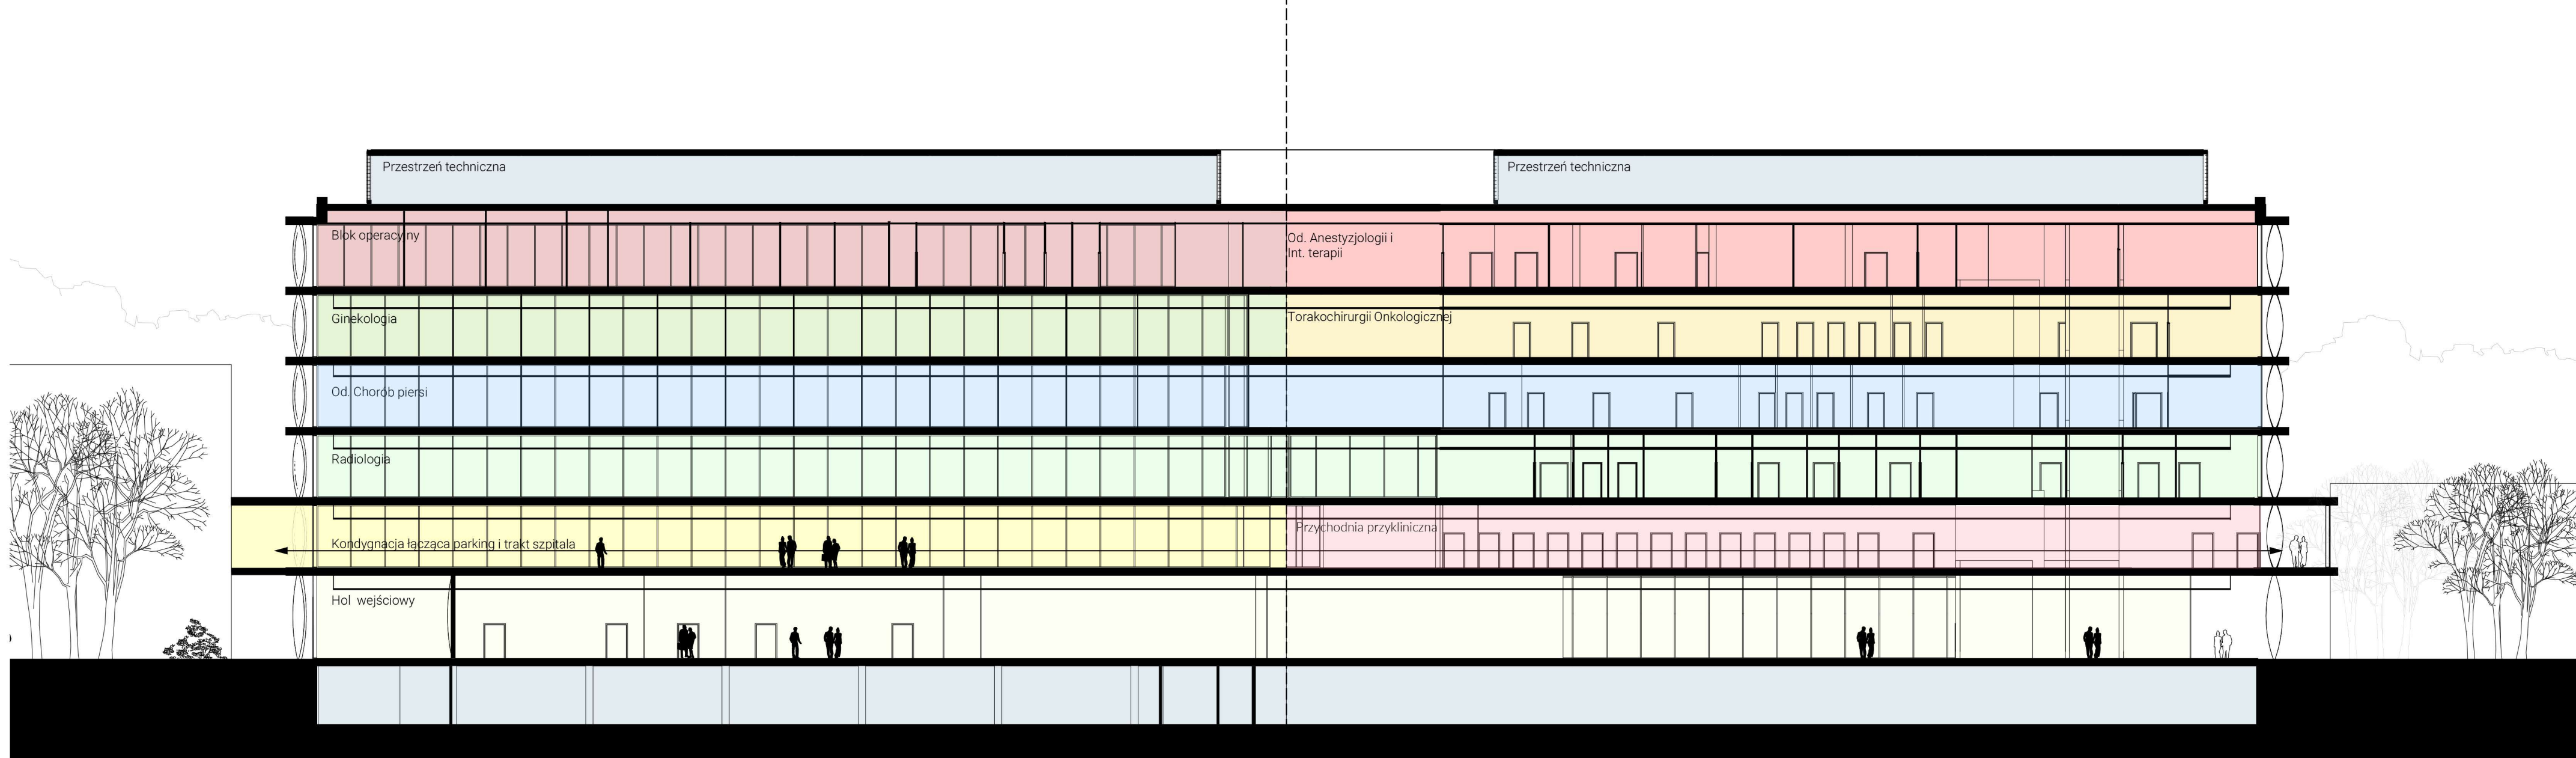 Przestrzeń techniczna
Przestrzeń techniczna
Blok operacyjny
Od. Anestyzjologii i
Int. terapii
Ginekologia
Torakochirurgii Onkologicznej
Od. Chorób piersi
Radiologia
Przychodnia przykliniczna
Kondygnacja łącząca parking i trakt szpitala
Hol wejściowy